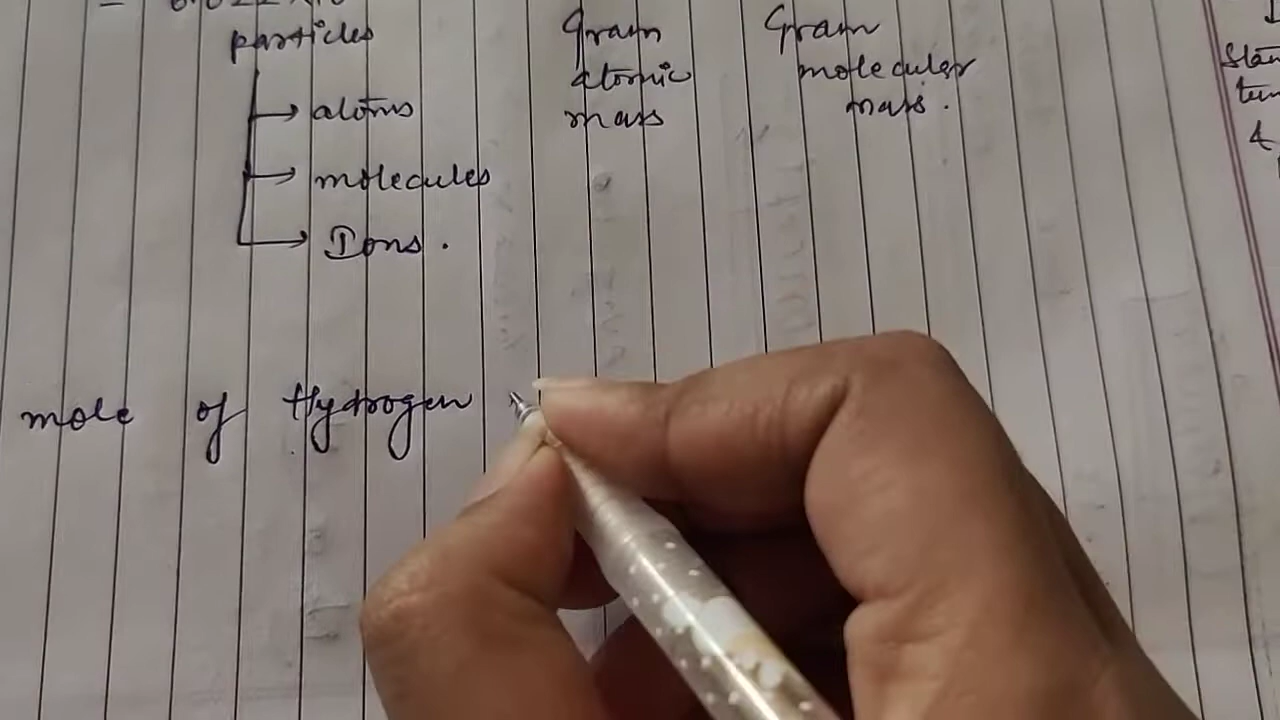 particles
atoms
molecules
Ions.
Gram
atomic
mass
Gram
molecular
mass.
mole of Hydrogen